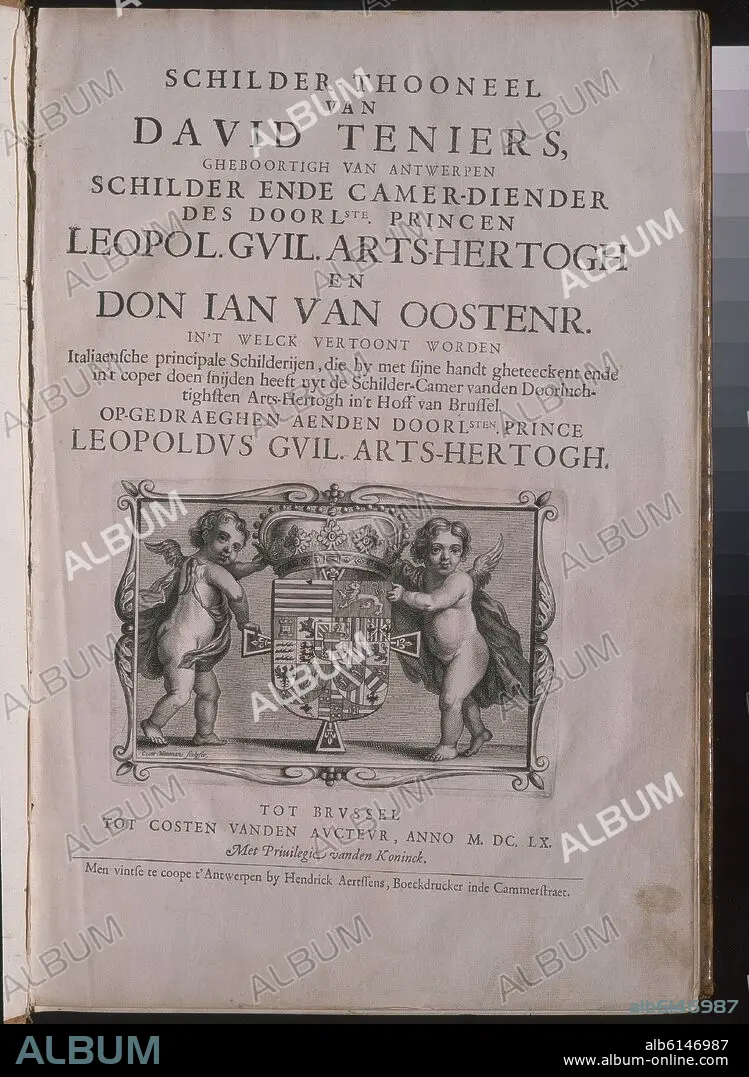 SCHILDER THOONEEL
VAN
DAVID TENIERS,
GHEBOORTIGH VAN ANTWERPEN
SCHILDER ENDE CAMER-DIENDER
DES DOORLSTE. PRINCEN
LEOPOL. GVIL. ARTS-HERTOGH
EN
DON IAN VAN OOSTENR.
IN'T WELCK VERTOONT WORDEN
Italiaensche principale Schilderijen, die hy met sijne handt gheteeckent ende
in't coper doen snijden heeft uyt de Schilder-Camer vanden Doorluch-
tighsten Arts-Hertogh in't Hoff van Brussel.
OP-GEDRAEGHEN AENDEN DOORLSTEN. PRINCE
LEOPOLDVS GVIL. ARTS-HERTOGH.
TOT BRVSSEL
TOT COSTEN VANDEN AVCTEVR, ANNO M. DC. LX.
Met Priuilegie vanden Koninck.
Men vintse te coope t'Antwerpen by Hendrick Aertssens, Boeckdrucker inde Cammerstraet.
alb6146987
ALBUM
alb6146987
www.album-online.com